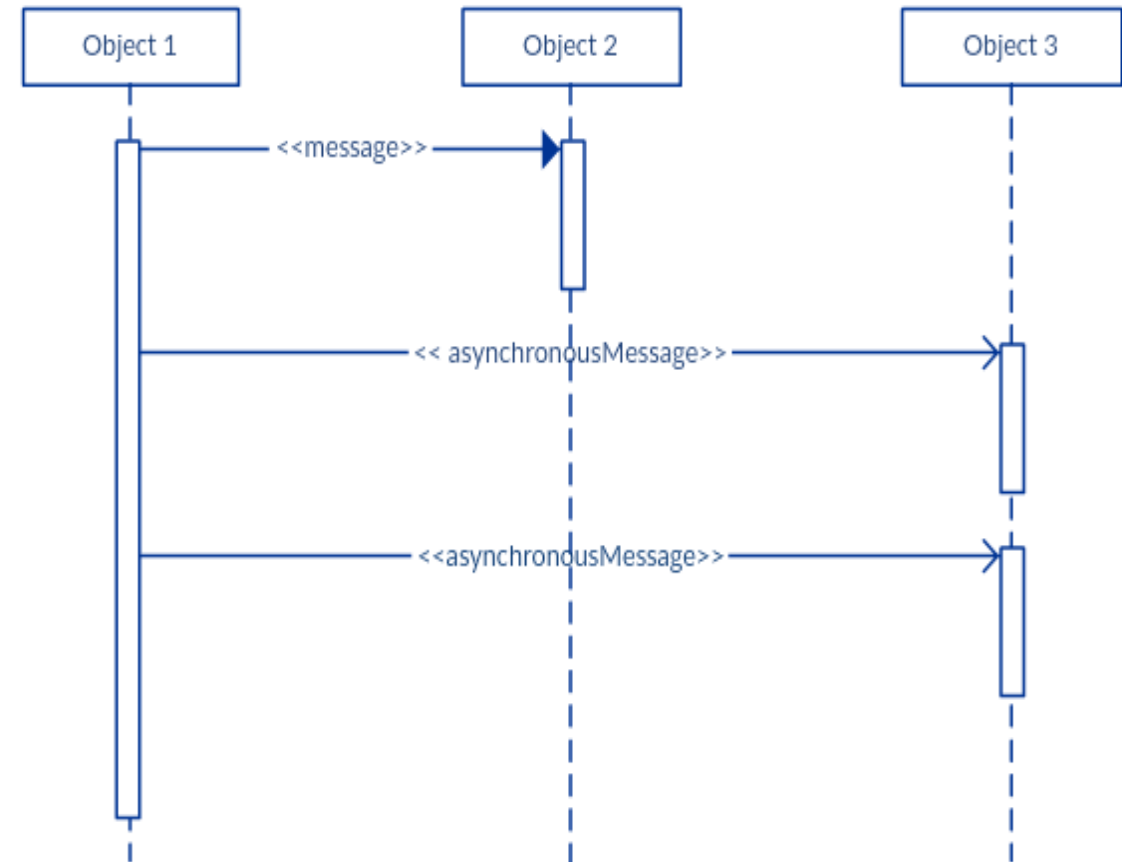 Object 1
Object 2
Object 3
<<message>>
<< asynchronousMessage>>
<<asynchronousMessage>>